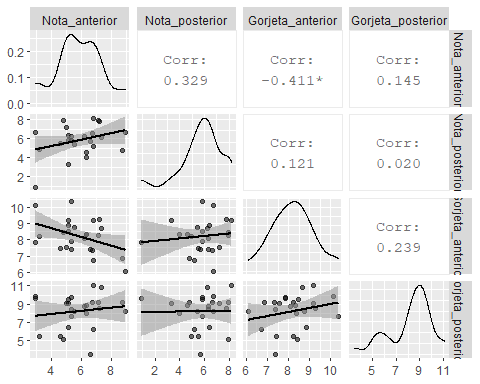 Nota_anterior Nota_posterior Gorjeta_anterior Gorjeta_posterior
0.2
0.1
0.0
Corr:
0.329
Corr:
-0.411*
Corr:
0.145
Nota_anterior
8
6
4
2
Corr:
0.121
Corr:
0.020
Nota_posterior
10
9
8
7
6
Corr:
0.239
Gorjeta_anterior
11
9
7
5
Gorjeta_posterior
4 6 8
2 4 6 8
6 7 8 9 10
5 7 9 11